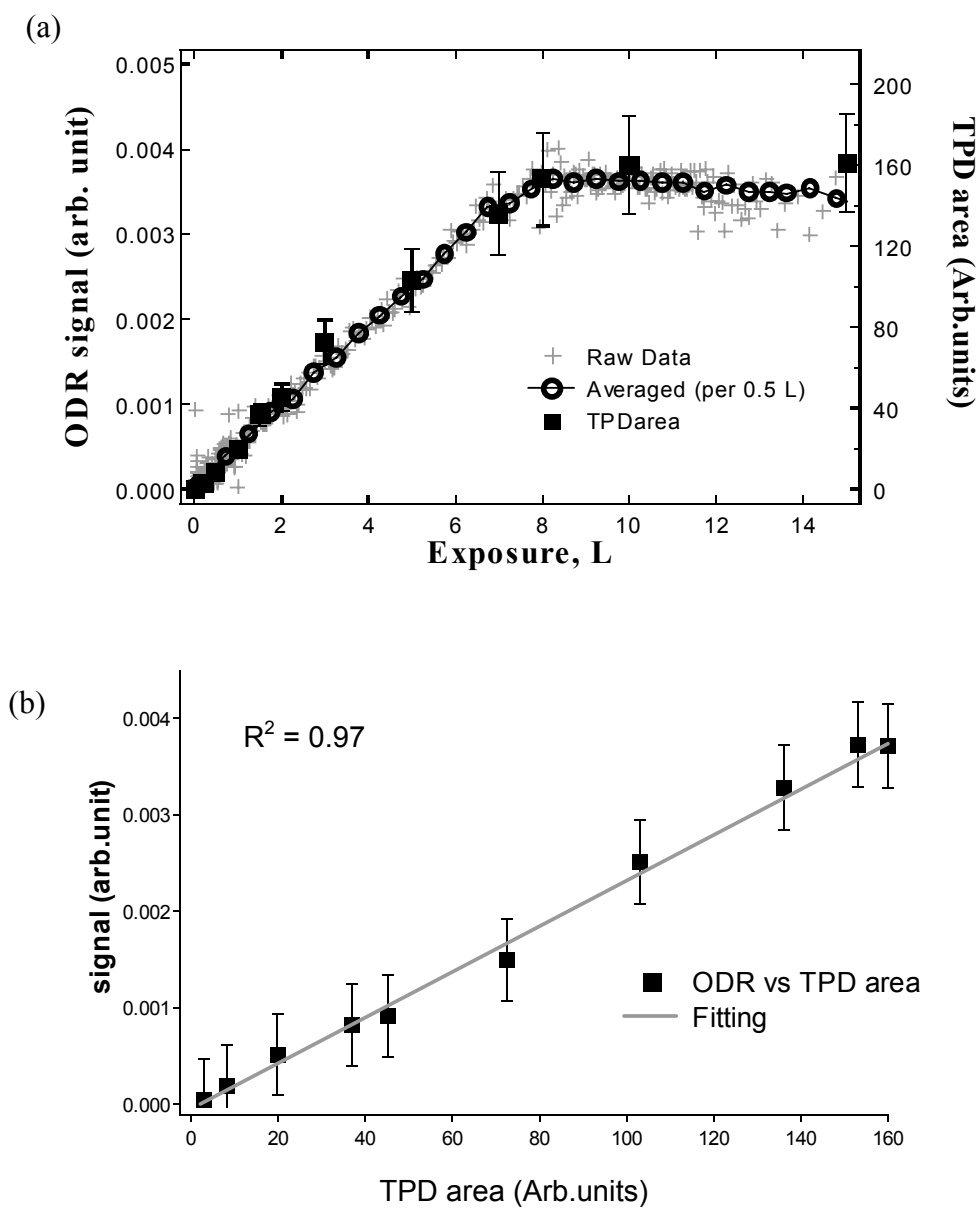 (a)
0.005
0.004
0.003
0.002
0.001
0.000
ODR signal (arb. unit)
200
160
120
80
40
0
TPD area (Arb.units)
Raw Data
Averaged (per 0.5 L)
TPDarea
0 2 4 6 8 10 12 14
Exposure, L
(b)
R² = 0.97
0.004
0.003
0.002
0.001
0.000
signal (arb.unit)
ODR vs TPD area
Fitting
0 20 40 60 80 100 120 140 160
TPD area (Arb.units)